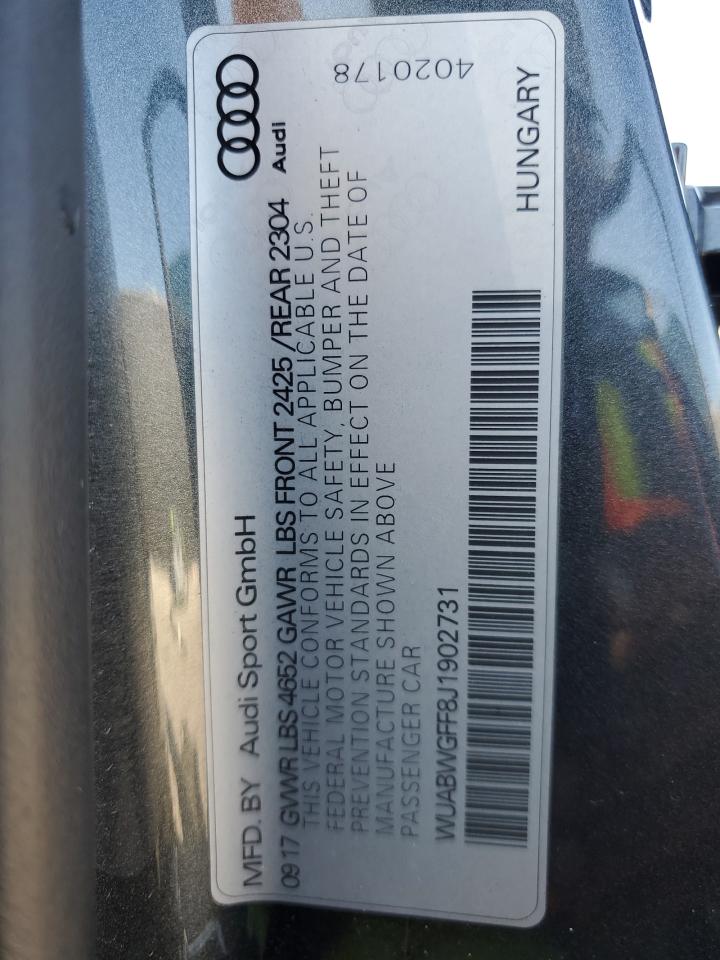 MFD. BY Audi Sport GmbH
Audi
09 17 GVWR LBS 4652 GAWR LBS FRONT 2425 / REAR 2304
THIS VEHICLE CONFORMS TO ALL APPLICABLE U.S.
FEDERAL MOTOR VEHICLE SAFETY, BUMPER AND THEFT
PREVENTION STANDARDS IN EFFECT ON THE DATE OF
MANUFACTURE SHOWN ABOVE
PASSENGER CAR
4020178
WUABWGFF8J1902731
HUNGARY